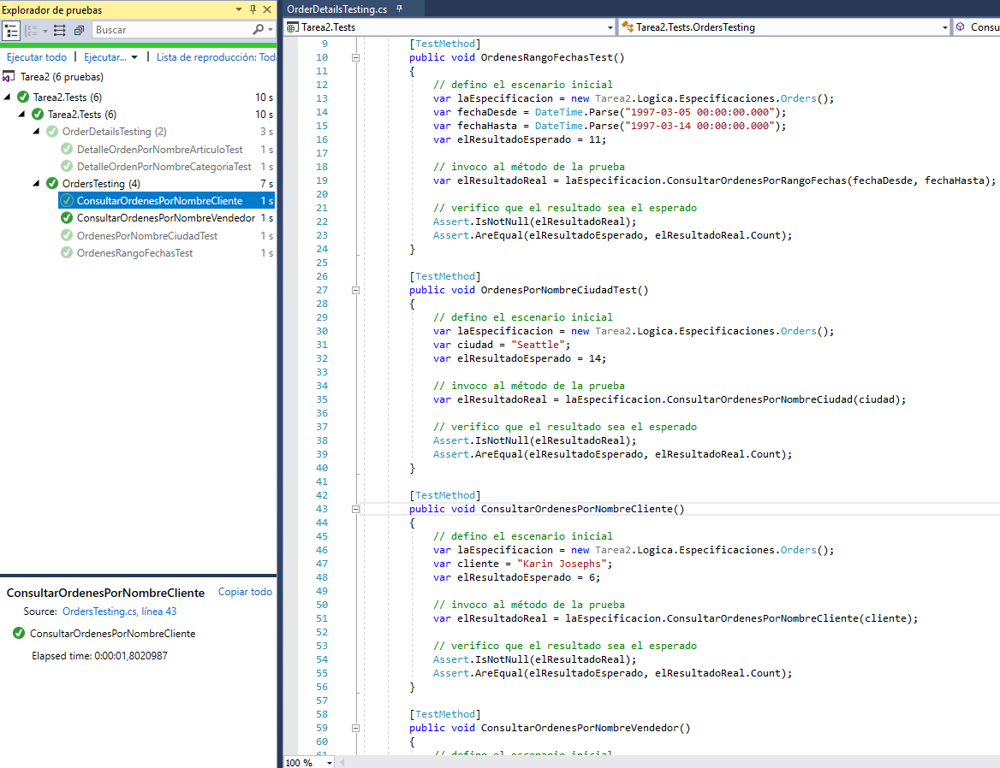 Explorador de pruebas
Buscar
Ejecutar todo | Ejecutar... | Lista de reproducción: Tod
Tarea2 (6 pruebas)
Tarea2.Tests (6) 10 s
Tarea2.Tests (6) 10 s
OrderDetailsTesting (2) 3 s
DetalleOrdenPorNombreArticuloTest 1 s
DetalleOrdenPorNombreCategoriaTest 1 s
OrdersTesting (4) 7 s
ConsultarOrdenesPorNombreCliente 1 s
ConsultarOrdenesPorNombreVendedor 1 s
OrdenesPorNombreCiudadTest 1 s
OrdenesRangoFechasTest 1 s
ConsultarOrdenesPorNombreCliente Copiar todo
Source: OrdersTesting.cs, línea 43
ConsultarOrdenesPorNombreCliente
Elapsed time: 0:00:01,8020987
OrderDetailsTesting.cs
Tarea2.Tests Tarea2.Tests.OrdersTesting Consu
9 [TestMethod]
10 public void OrdenesRangoFechasTest()
11 {
12 // defino el escenario inicial
13 var laEspecificacion = new Tarea2.Logica.Especificaciones.Orders();
14 var fechaDesde = DateTime.Parse("1997-03-05 00:00:00.000");
15 var fechaHasta = DateTime.Parse("1997-03-14 00:00:00.000");
16 var elResultadoEsperado = 11;
17
18 // invoco al método de la prueba
19 var elResultadoReal = laEspecificacion.ConsultarOrdenesPorRangoFechas(fechaDesde, fechaHasta);
20
21 // verifico que el resultado sea el esperado
22 Assert.IsNotNull(elResultadoReal);
23 Assert.AreEqual(elResultadoEsperado, elResultadoReal.Count);
24 }
25
26 [TestMethod]
27 public void OrdenesPorNombreCiudadTest()
28 {
29 // defino el escenario inicial
30 var laEspecificacion = new Tarea2.Logica.Especificaciones.Orders();
31 var ciudad = "Seattle";
32 var elResultadoEsperado = 14;
33
34 // invoco al método de la prueba
35 var elResultadoReal = laEspecificacion.ConsultarOrdenesPorNombreCiudad(ciudad);
36
37 // verifico que el resultado sea el esperado
38 Assert.IsNotNull(elResultadoReal);
39 Assert.AreEqual(elResultadoEsperado, elResultadoReal.Count);
40 }
41
42 [TestMethod]
43 public void ConsultarOrdenesPorNombreCliente()
44 {
45 // defino el escenario inicial
46 var laEspecificacion = new Tarea2.Logica.Especificaciones.Orders();
47 var cliente = "Karin Josephs";
48 var elResultadoEsperado = 6;
49
50 // invoco al método de la prueba
51 var elResultadoReal = laEspecificacion.ConsultarOrdenesPorNombreCliente(cliente);
52
53 // verifico que el resultado sea el esperado
54 Assert.IsNotNull(elResultadoReal);
55 Assert.AreEqual(elResultadoEsperado, elResultadoReal.Count);
56 }
57
58 [TestMethod]
59 public void ConsultarOrdenesPorNombreVendedor()
60 {
61 // defino el escenario inicial
100 %